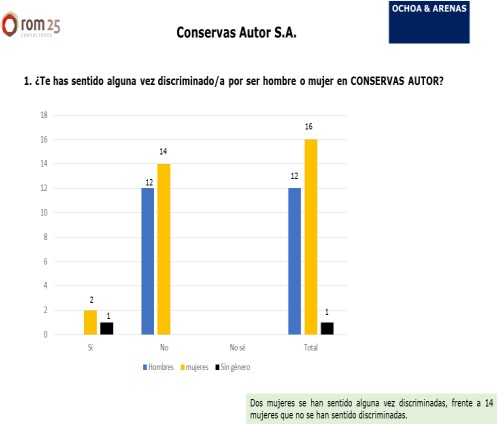 rom 25
CONSULTORES
OCHOA & ARENAS
Conservas Autor S.A.
1. ¿Te has sentido alguna vez discriminado/a por ser hombre o mujer en CONSERVAS AUTOR?
18
16
14
12
10
8
6
4
2
0
2
1
12
14
12
16
1
Sí
No
No sé
Total
Hombres
mujeres
Sin género
Dos mujeres se han sentido alguna vez discriminadas, frente a 14
mujeres que no se han sentido discriminadas.